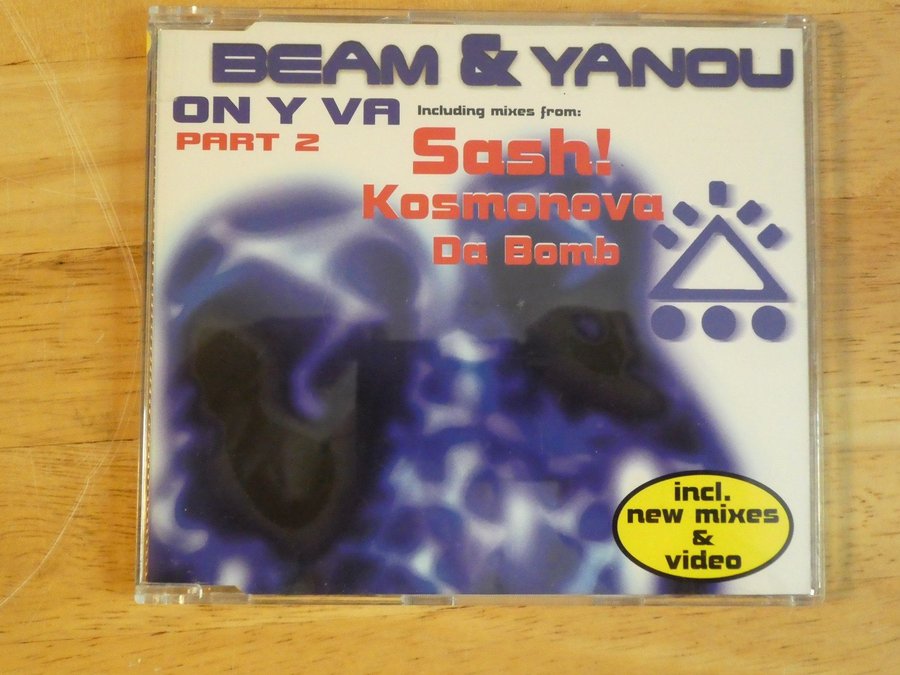 BEAM & YANOU
ON Y VA
PART 2
Including mixes from:
Sash!
Kosmonova
Da Bomb
incl.
new mixes
&
video